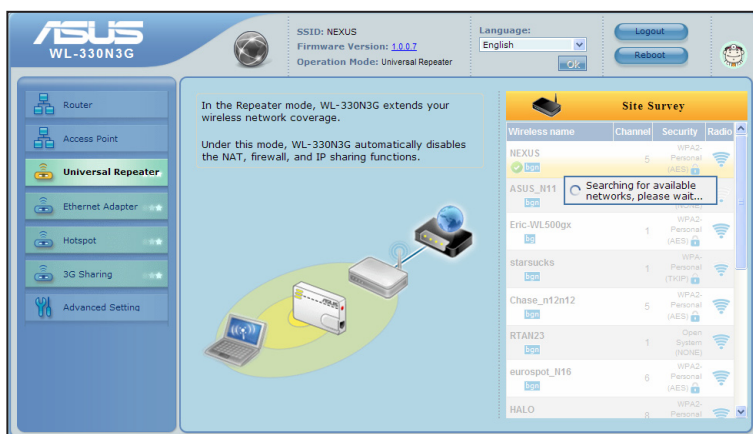 ASUS
WL-330N3G
SSID: NEXUS
Firmware Version: 1.0.0.7
Operation Mode: Universal Repeater
Language:
English
Ok
Logout
Reboot
Router
Access Point
Universal Repeater
Ethernet Adapter
Hotspot
3G Sharing
Advanced Setting
In the Repeater mode, WL-330N3G extends your
wireless network coverage.
Under this mode, WL-330N3G automatically disables
the NAT, firewall, and IP sharing functions.
Site Survey
Wireless name Channel Security Radio
NEXUS
bgn
5
WPA2-
Personal
(AES)
ASUS_N11
bgn
(NONE)
Searching for available
networks, please wait...
Eric-WL500gx
bg
1
WPA2-
Personal
(AES)
starsucks
bgn
1
WPA-
Personal
(TKIP)
Chase_n12n12
bgn
5
WPA2-
Personal
(AES)
RTAN23
bgn
1
Open
System
(NONE)
eurospot_N16
bgn
6
WPA2-
Personal
(AES)
HALO
8
WPA2-
Personal